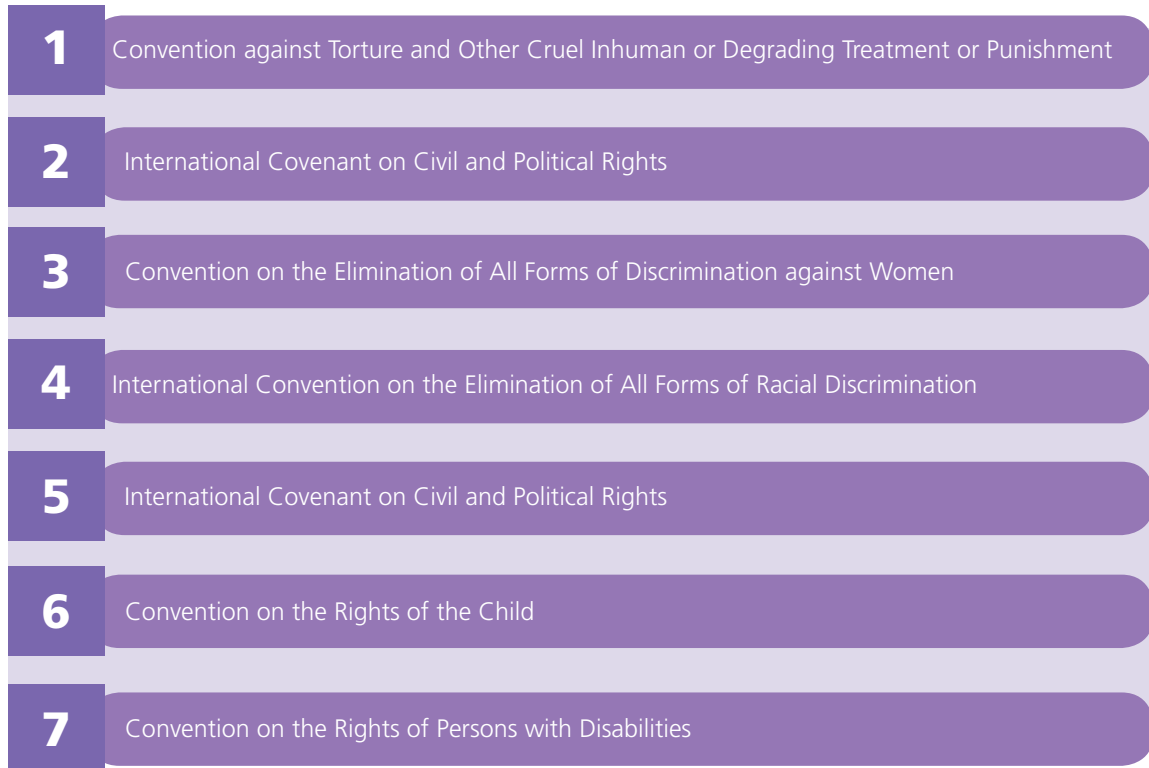 1 Convention against Torture and Other Cruel Inhuman or Degrading Treatment or Punishment
2 International Covenant on Civil and Political Rights
3 Convention on the Elimination of All Forms of Discrimination against Women
4 International Convention on the Elimination of All Forms of Racial Discrimination
5 International Covenant on Civil and Political Rights
6 Convention on the Rights of the Child
7 Convention on the Rights of Persons with Disabilities